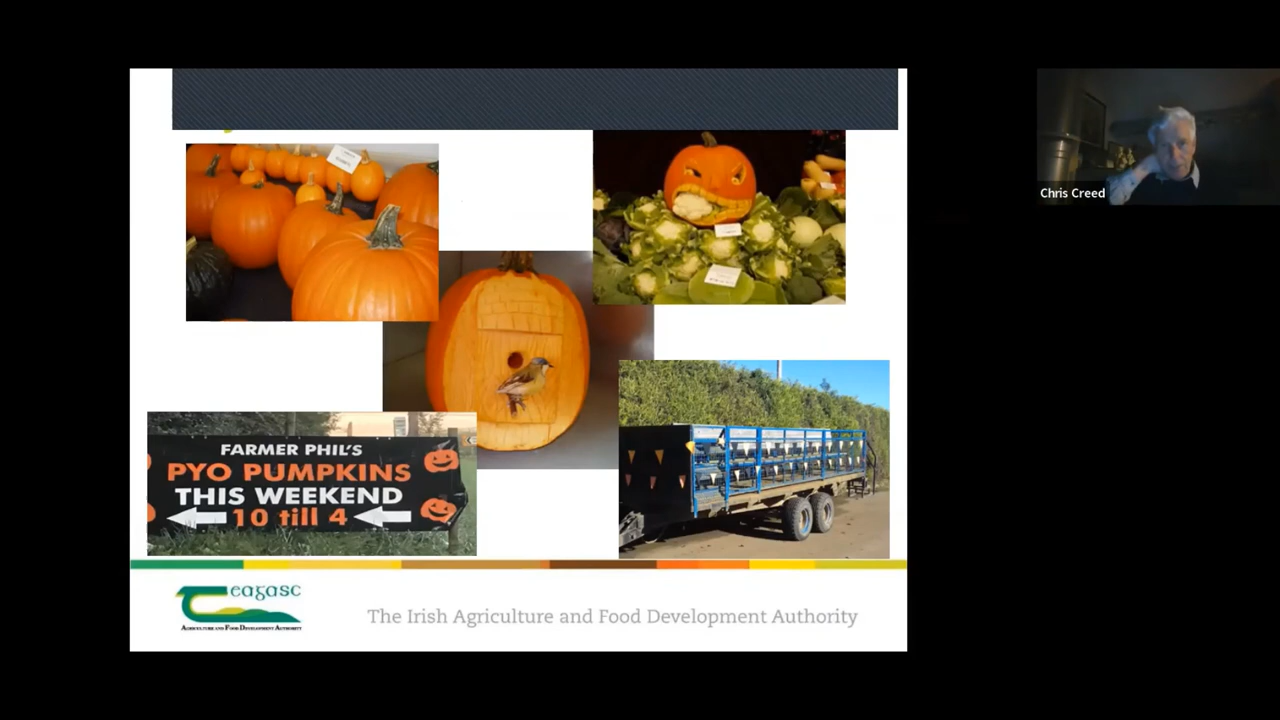 FARMER PHIL'S
PYO PUMPKINS
THIS WEEKEND
10 till 4
eagasc
AGRICULTURE AND FOOD DEVELOPMENT AUTHORITY
The Irish Agriculture and Food Development Authority
Chris Creed